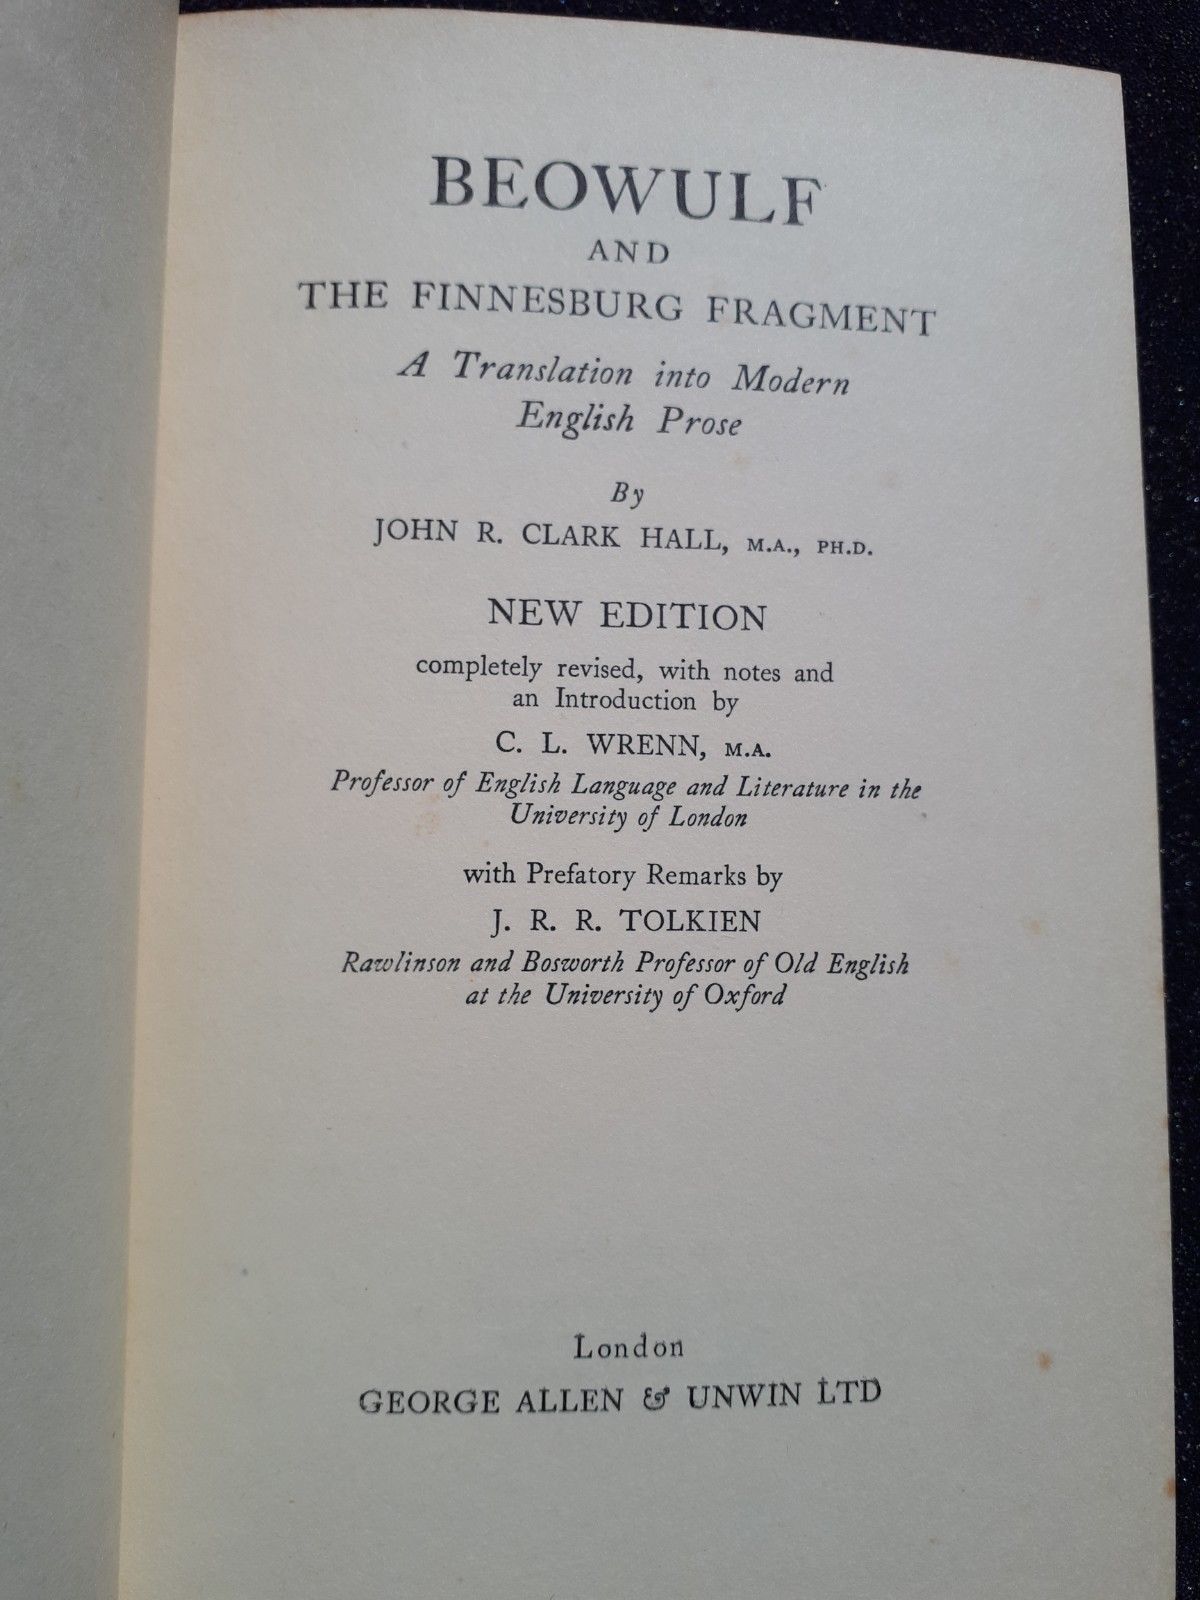 BEOWULF
AND
THE FINNESBURG FRAGMENT
A Translation into Modern
English Prose
By
JOHN R. CLARK HALL, M.A., PH.D.
NEW EDITION
completely revised, with notes and
an Introduction by
C. L. WRENN, M.A.
Professor of English Language and Literature in the
University of London
with Prefatory Remarks by
J. R. R. TOLKIEN
Rawlinson and Bosworth Professor of Old English
at the University of Oxford
London
GEORGE ALLEN & UNWIN LTD